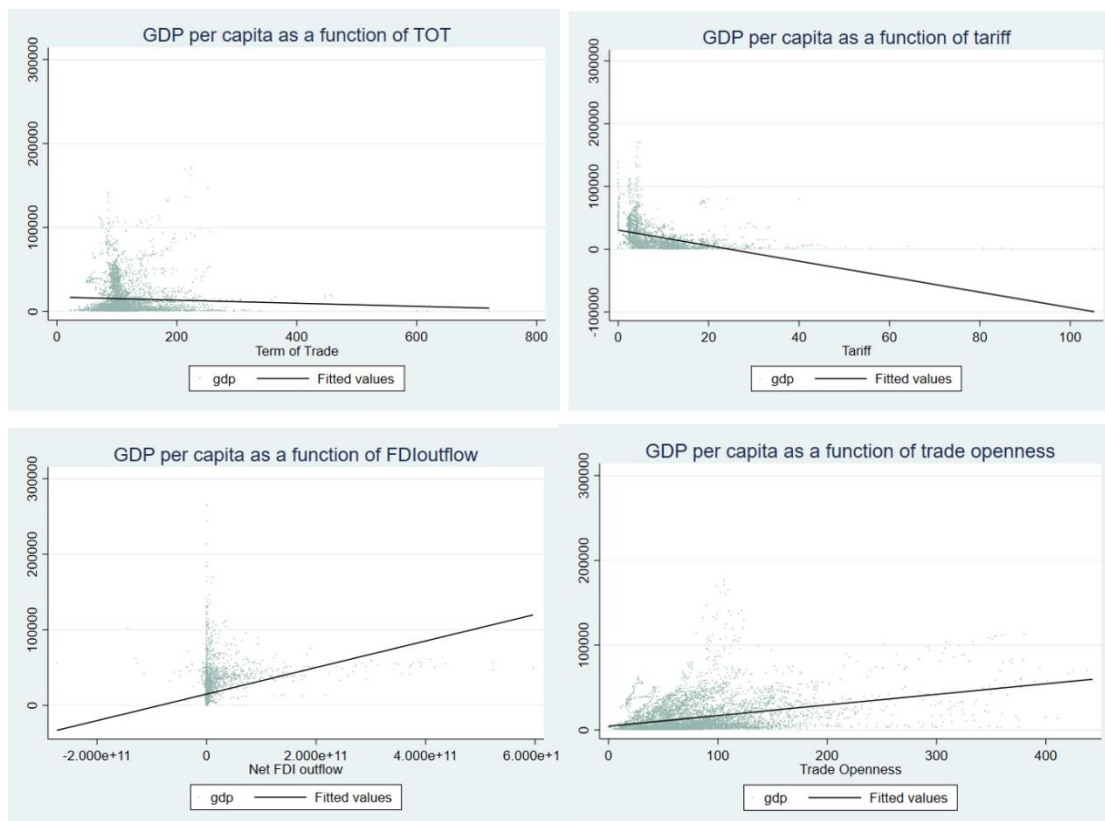 GDP per capita as a function of TOT
300000
200000
100000
0
0 200 400 600 800
Term of Trade
gdp Fitted values
GDP per capita as a function of tariff
300000
200000
100000
0
-100000
0 20 40 60 80 100
Tariff
gdp Fitted values
GDP per capita as a function of FDIoutflow
300000
200000
100000
0
-2.000e+11 0 2.000e+11 4.000e+11 6.000e+1
Net FDI outflow
gdp Fitted values
GDP per capita as a function of trade openness
300000
200000
100000
0
0 100 200 300 400
Trade Openness
gdp Fitted values